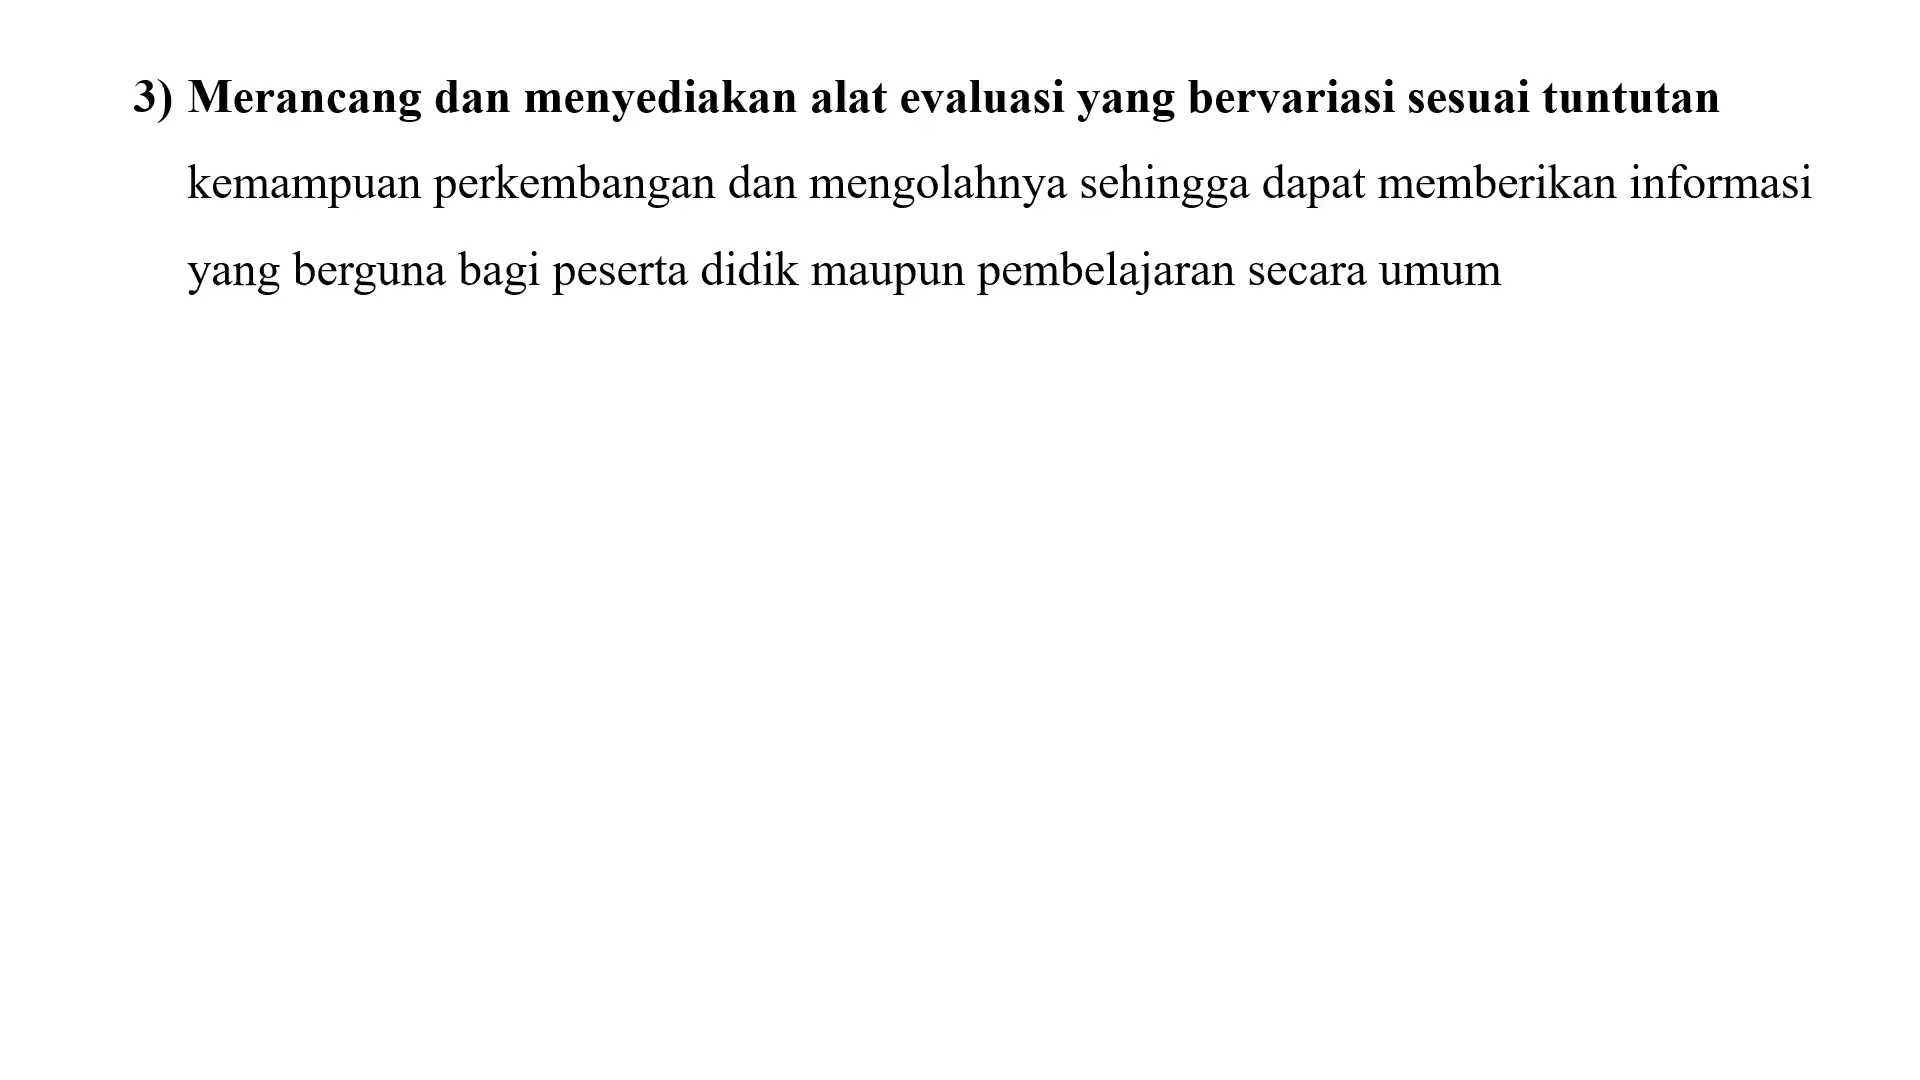 3) Merancang dan menyediakan alat evaluasi yang bervariasi sesuai tuntutan
kemampuan perkembangan dan mengolahnya sehingga dapat memberikan informasi
yang berguna bagi peserta didik maupun pembelajaran secara umum